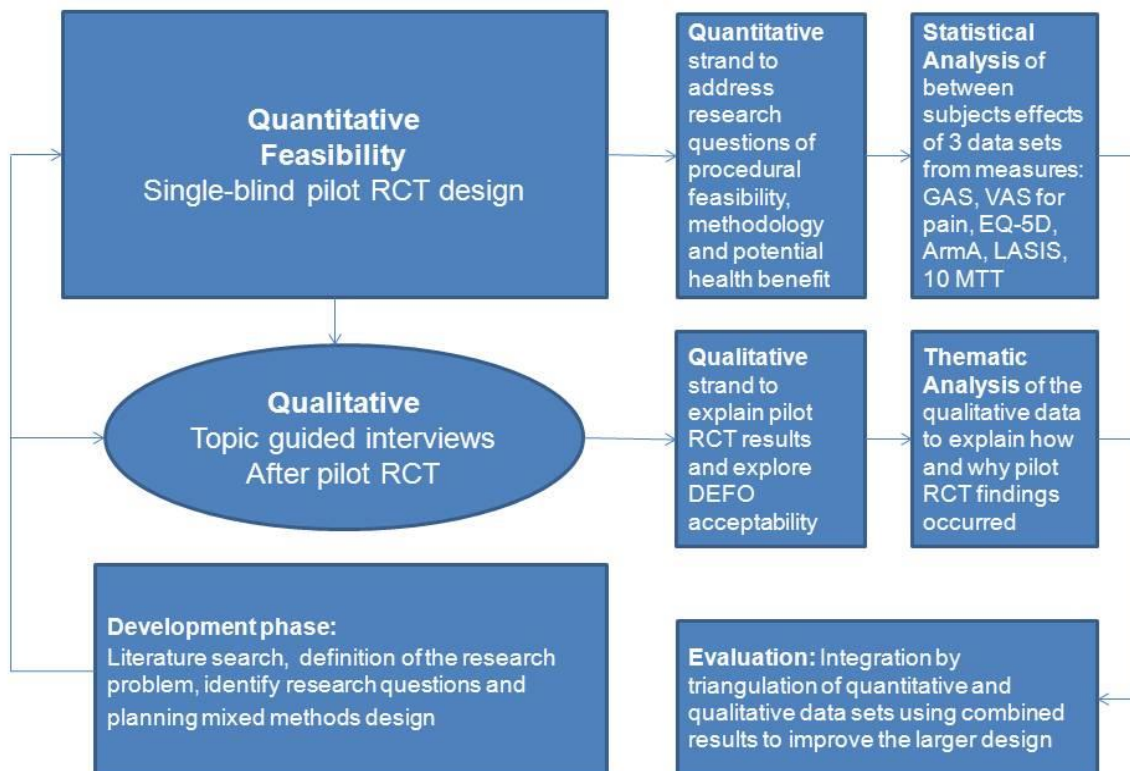 Quantitative
Feasibility
Single-blind pilot RCT design
Quantitative
strand to
address
research
questions of
procedural
feasibility,
methodology
and potential
health benefit
Statistical
Analysis of
between
subjects effects
of 3 data sets
from measures:
GAS, VAS for
pain, EQ-5D,
ArmA, LASIS,
10 MTT
Qualitative
Topic guided interviews
After pilot RCT
Qualitative
strand to
explain pilot
RCT results
and explore
DEFO
acceptability
Thematic
Analysis of the
qualitative data
to explain how
and why pilot
RCT findings
occurred
Development phase:
Literature search, definition of the research
problem, identify research questions and
planning mixed methods design
Evaluation: Integration by
triangulation of quantitative and
qualitative data sets using combined
results to improve the larger design